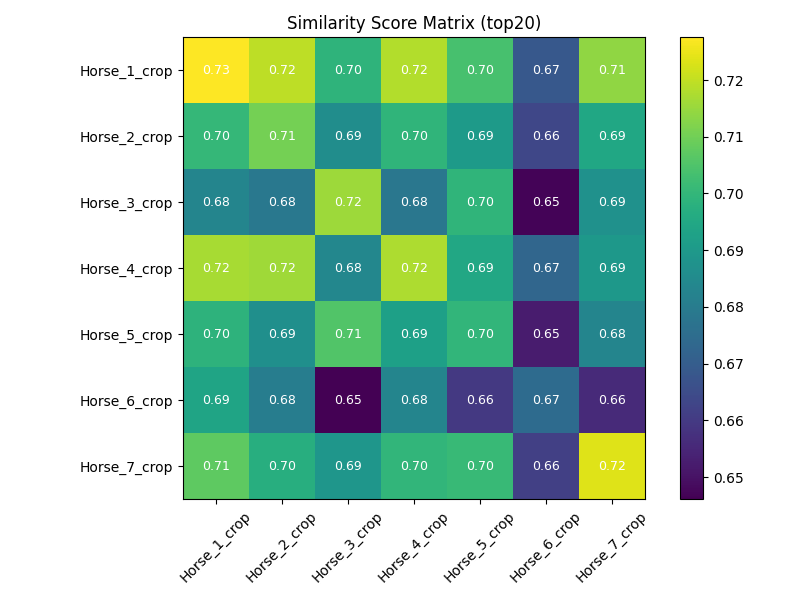 Similarity Score Matrix (top20)
Horse_1_crop 0.73 0.72 0.70 0.72 0.70 0.67 0.71
Horse_2_crop 0.70 0.71 0.69 0.70 0.69 0.66 0.69
Horse_3_crop 0.68 0.68 0.72 0.68 0.70 0.65 0.69
Horse_4_crop 0.72 0.72 0.68 0.72 0.69 0.67 0.69
Horse_5_crop 0.70 0.69 0.71 0.69 0.70 0.65 0.68
Horse_6_crop 0.69 0.68 0.65 0.68 0.66 0.67 0.66
Horse_7_crop 0.71 0.70 0.69 0.70 0.70 0.66 0.72
Horse_1_crop Horse_2_crop Horse_3_crop Horse_4_crop Horse_5_crop Horse_6_crop Horse_7_crop
0.72
0.71
0.70
0.69
0.68
0.67
0.66
0.65